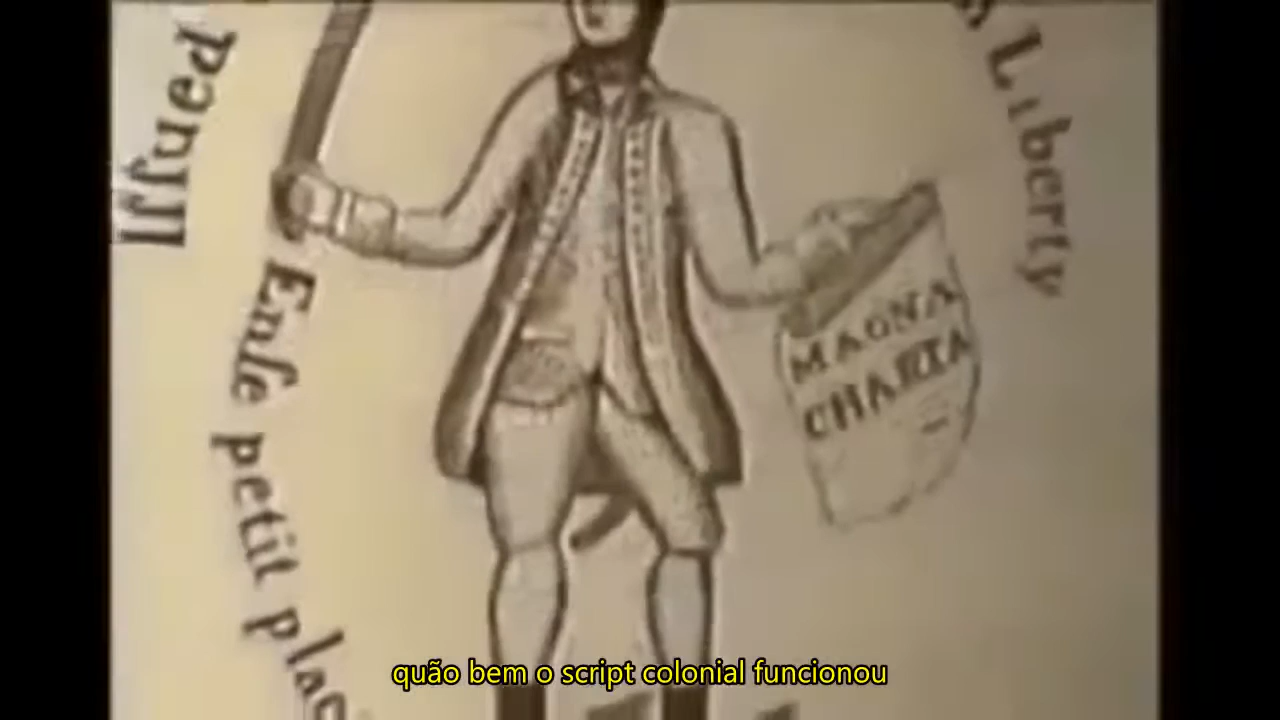 Iſſued
Liberty
Enſe petit plac
MAGNA
CHARTA
quão bem o script colonial funcionou